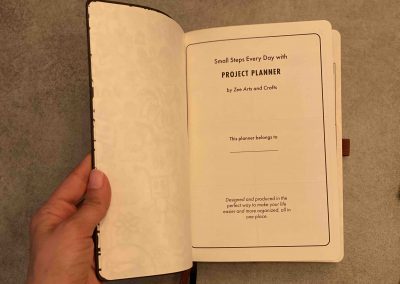 Small Steps Every Day with
PROJECT PLANNER
by Zee Arts and Crafts
This planner belongs to
Designed and produced in the
perfect way to make your life
easier and more organized, all in
one place.